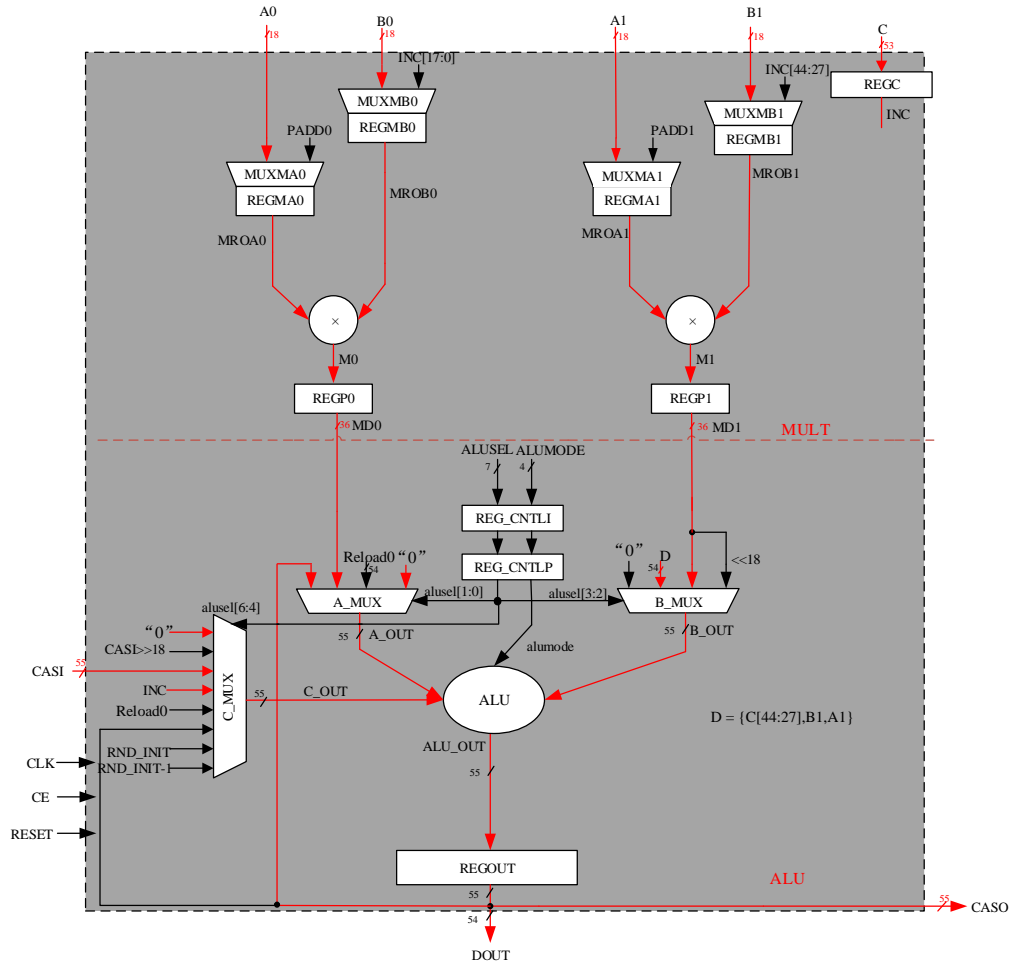 A0
B0
A1
B1
C
18
18
18
18
53
INC[17:0]
INC[44:27]
REGC
INC
MUXMB0
REGMB0
MUXMB1
REGMB1
PADD0
PADD1
MUXMA0
REGMA0
MUXMA1
REGMA1
MROB0
MROB1
MROA0
MROA1
×
×
M0
M1
REGP0
REGP1
36 MD0
36 MD1
MULT
ALUSEL ALUMODE
7
4
REG_CNTLI
REG_CNTLP
Reload0 “0”
54
“0”
D
54
<<18
A_MUX
alusel[1:0]
alusel[3:2]
B_MUX
alusel[6:4]
“0”
CASI>>18
CASI
55
INC
Reload0
RND_INIT
RND_INIT-1
C_MUX
55
C_OUT
55
A_OUT
alumode
55
B_OUT
ALU
D = {C[44:27],B1,A1}
ALU_OUT
55
CLK
CE
RESET
REGOUT
55
ALU
54
55
CASO
DOUT